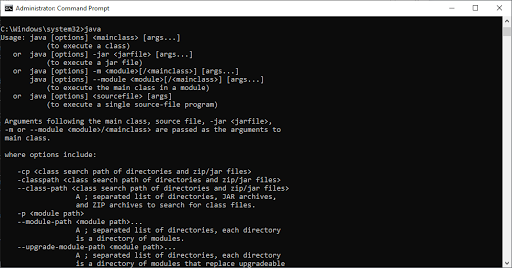 Administrator: Command Prompt
C:\Windows\system32>java
Usage: java [options] <mainclass> [args...]
           (to execute a class)
   or  java [options] -jar <jarfile> [args...]
           (to execute a jar file)
   or  java [options] -m <module>[/<mainclass>] [args...]
       java [options] --module <module>[/<mainclass>] [args...]
           (to execute the main class in a module)
   or  java [options] <sourcefile> [args]
           (to execute a single source-file program)

 Arguments following the main class, source file, -jar <jarfile>,
 -m or --module <module>/<mainclass> are passed as the arguments to
 main class.

 where options include:

    -cp <class search path of directories and zip/jar files>
    -classpath <class search path of directories and zip/jar files>
    --class-path <class search path of directories and zip/jar files>
                  A ; separated list of directories, JAR archives,
                  and ZIP archives to search for class files.
    -p <module path>
    --module-path <module path>...
                  A ; separated list of directories, each directory
                  is a directory of modules.
    --upgrade-module-path <module path>...
                  A ; separated list of directories, each directory
                  is a directory of modules that replace upgradeable